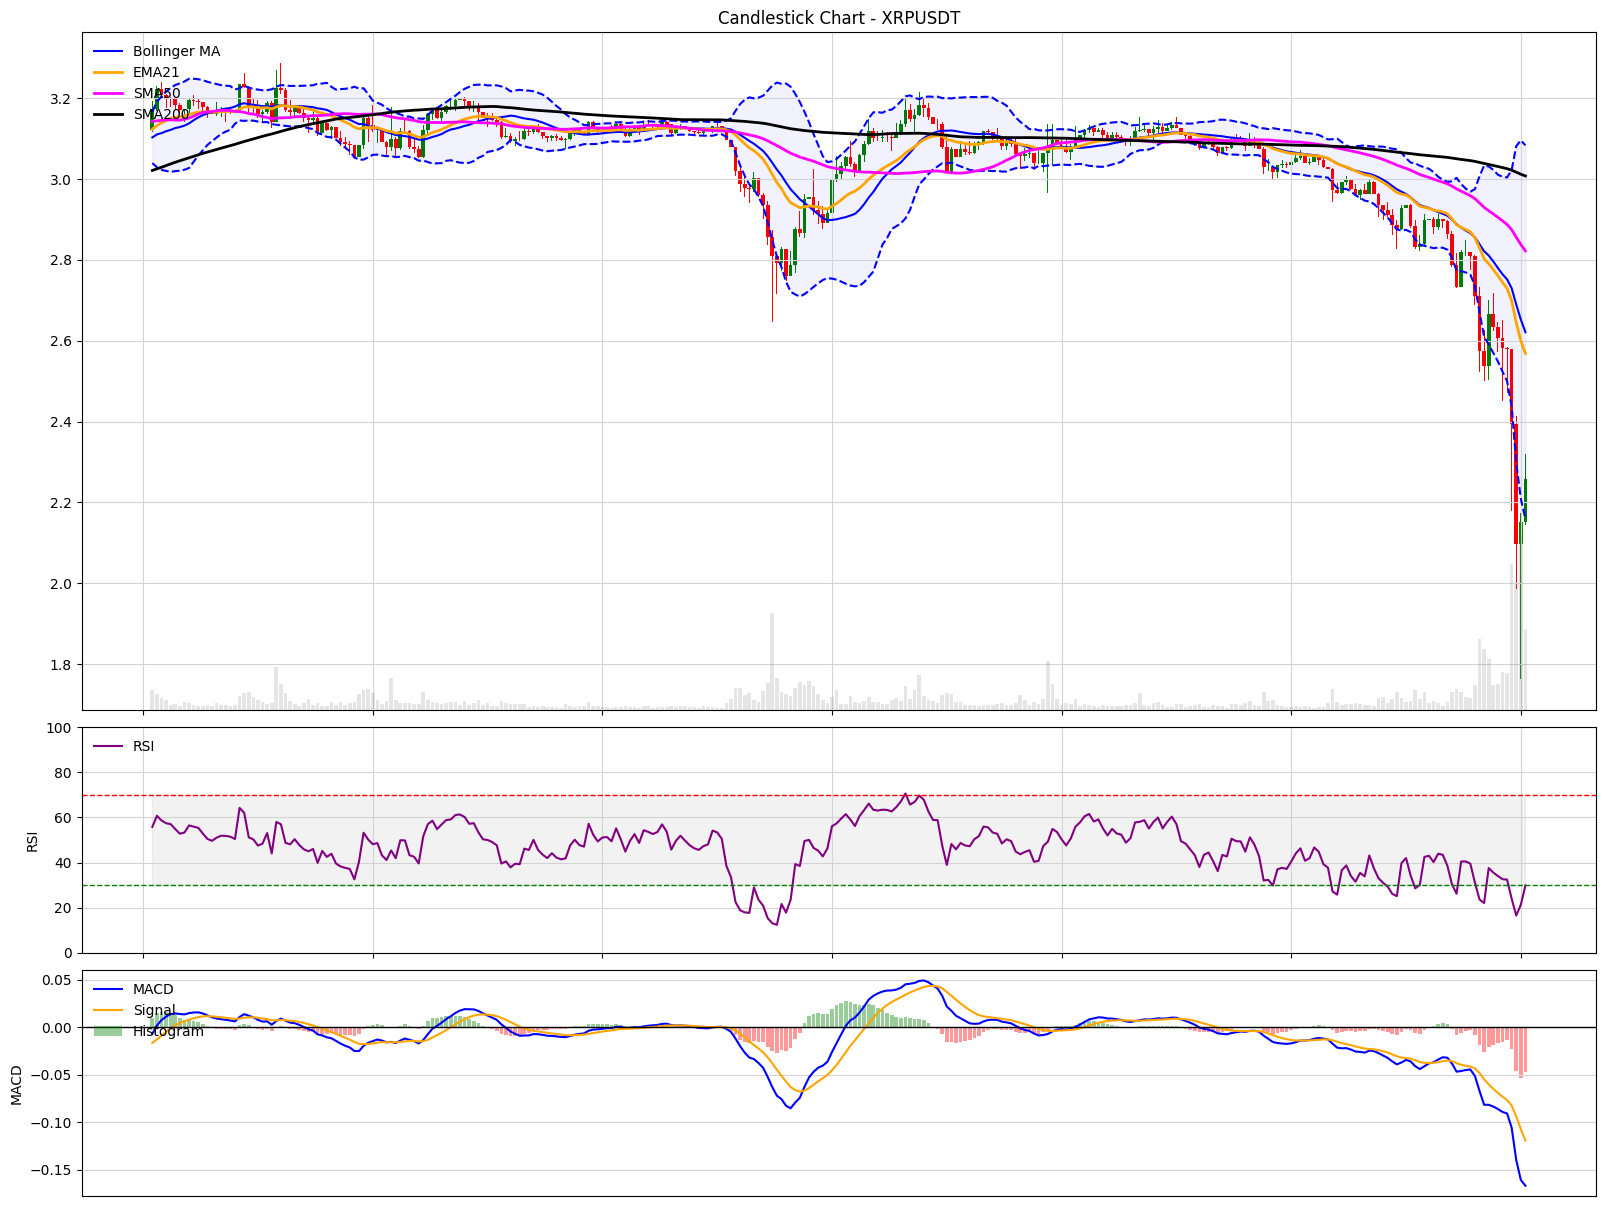 Candlestick Chart - XRPUSDT
Bollinger MA
EMA21
SMA50
SMA200
3.2
3.0
2.8
2.6
2.4
2.2
2.0
1.8
RSI
100
80
60
40
20
0
RSI
MACD
Signal
Histogram
0.05
0.00
−0.05
−0.10
−0.15
MACD